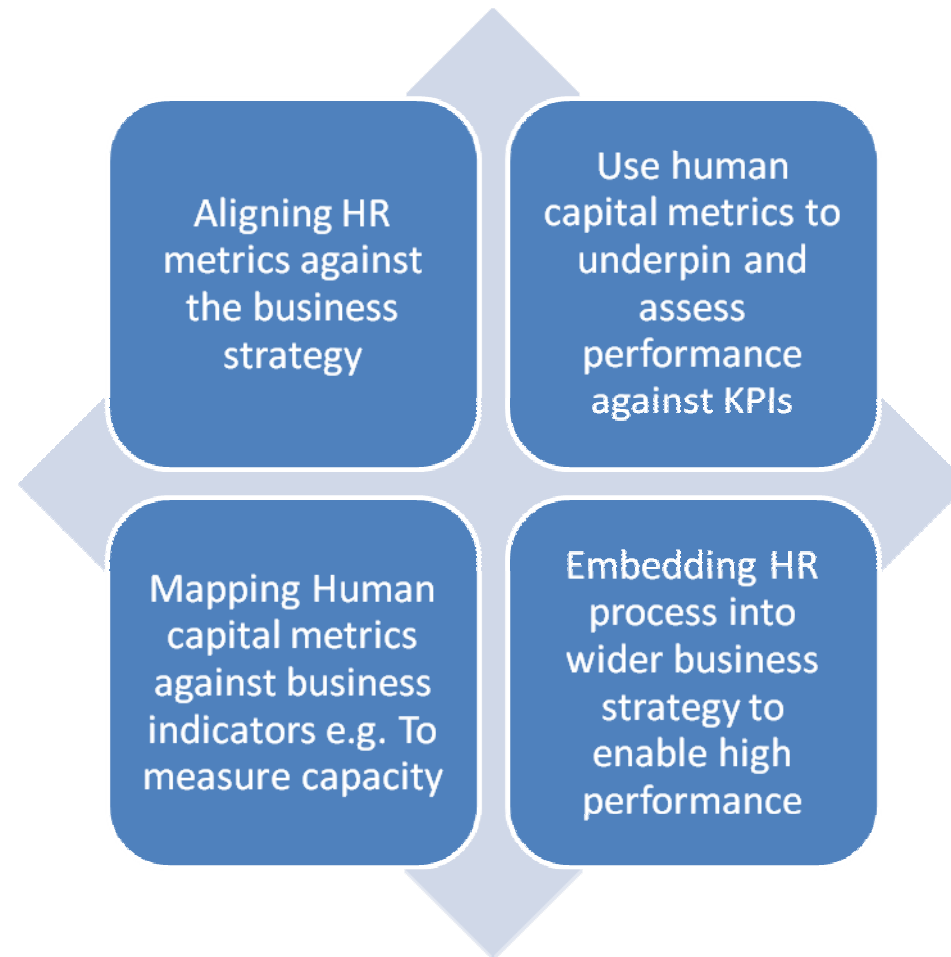 Aligning HR
metrics against
the business
strategy
Use human
capital metrics to
underpin and
assess
performance
against KPIs
Mapping Human
capital metrics
against business
indicators e.g. To
measure capacity
Embedding HR
process into
wider business
strategy to
enable high
performance